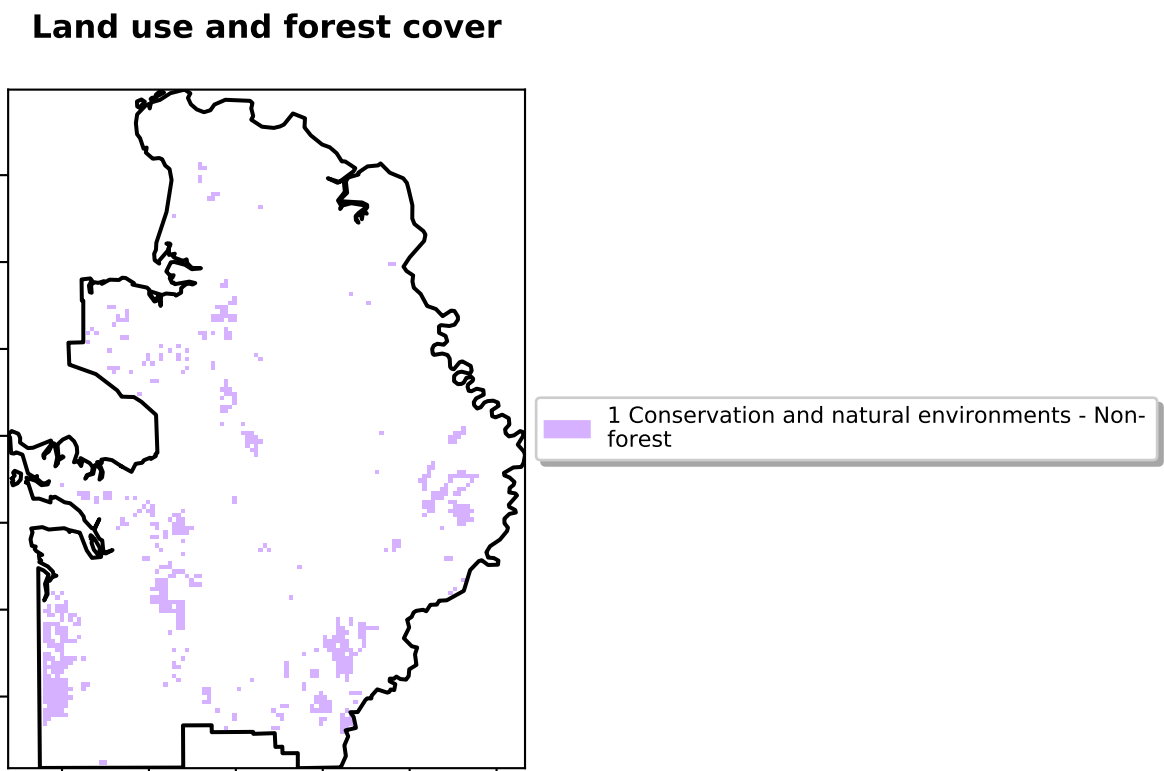 Land use and forest cover
1 Conservation and natural environments - Non-
forest